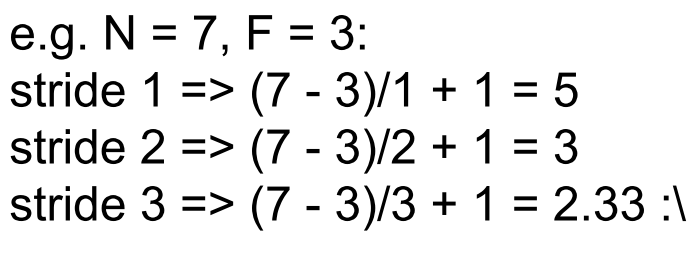 e.g. N = 7, F = 3:
stride 1 => (7 - 3)/1 + 1 = 5
stride 2 => (7 - 3)/2 + 1 = 3
stride 3 => (7 - 3)/3 + 1 = 2.33 :\